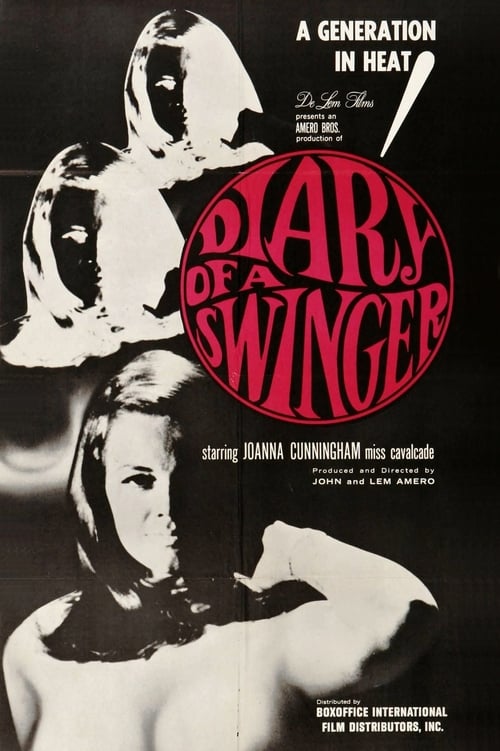 A GENERATION
IN HEAT!
De Lem Films
presents an
AMERO BROS.
production of
DIARY
OF A
SWINGER
starring JOANNA CUNNINGHAM miss cavalcade
Produced and Directed by
JOHN and LEM AMERO
Distributed by
BOXOFFICE INTERNATIONAL
FILM DISTRIBUTORS, INC.